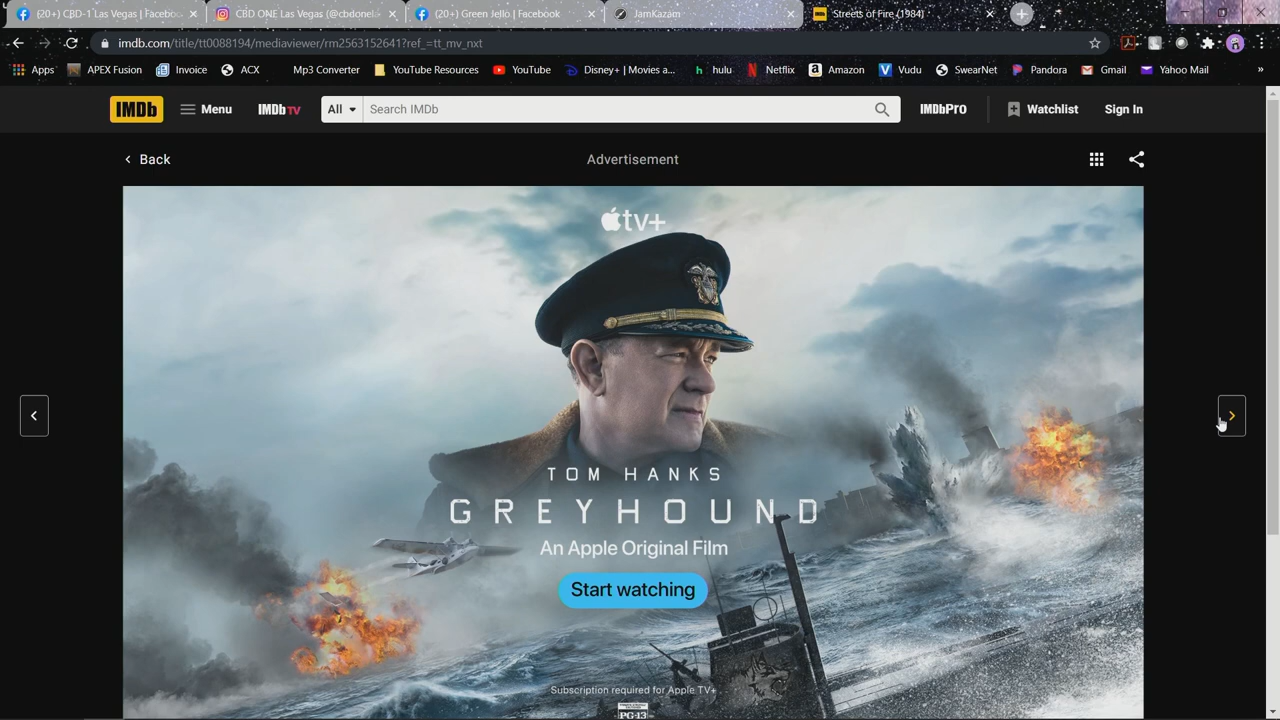 (20+) CBD-1 Las Vegas | Faceboo
CBD ONE Las Vegas (@cbdonel
(20+) Green Jello | Facebook
JamKazam
Streets of Fire (1984)
imdb.com/title/tt0088194/mediaviewer/rm2563152641?ref_=tt_mv_nxt
Apps
APEX Fusion
Invoice
ACX
Mp3 Converter
YouTube Resources
YouTube
Disney+ | Movies a...
hulu
Netflix
Amazon
Vudu
SwearNet
Pandora
Gmail
Yahoo Mail
»
IMDb
Menu
IMDb TV
All
Search IMDb
IMDbPro
Watchlist
Sign In
Back
Advertisement
tv+
TOM HANKS
GREYHOUND
An Apple Original Film
Start watching
Subscription required for Apple TV+
PG-13